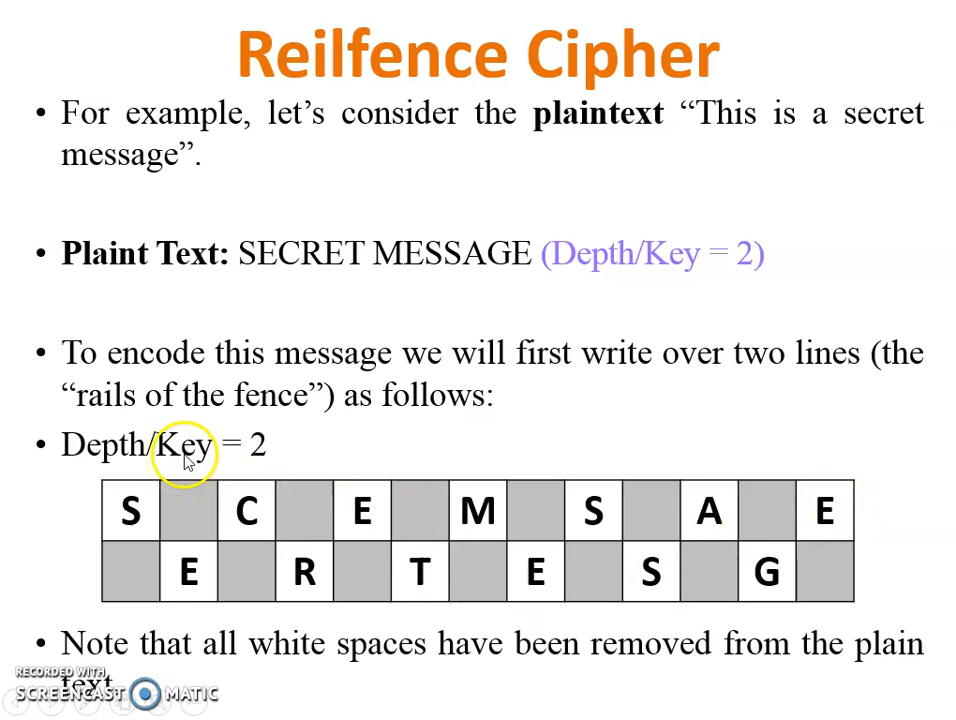 Reilfence Cipher
• For example, let’s consider the plaintext “This is a secret
message”.
• Plaint Text: SECRET MESSAGE (Depth/Key = 2)
• To encode this message we will first write over two lines (the
“rails of the fence”) as follows:
• Depth/Key = 2
S C E M S A E
E R T E S G
• Note that all white spaces have been removed from the plain
text
RECORDED WITH
SCREENCAST MATIC